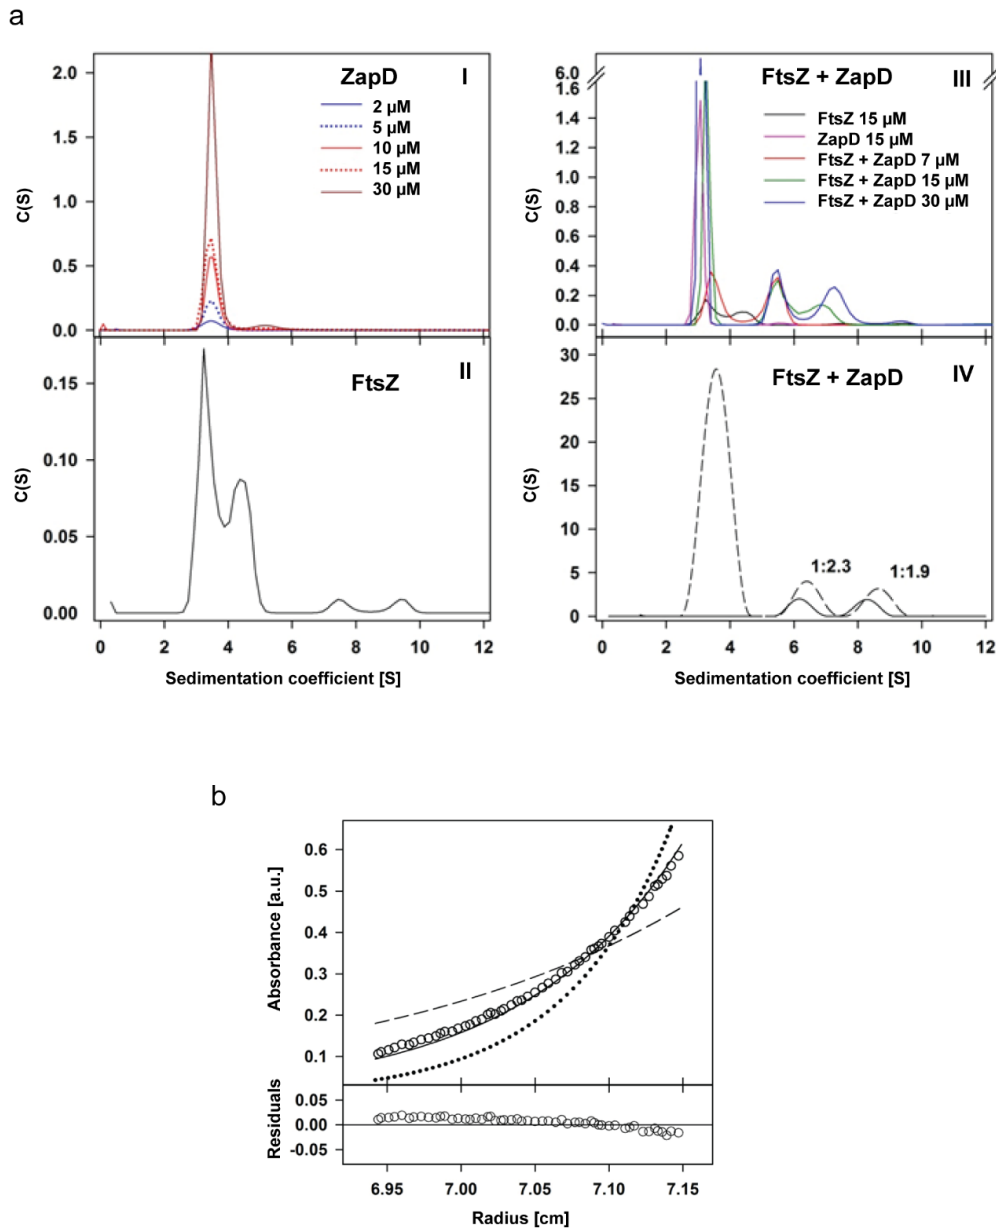 a
ZapD I
2 µM
5 µM
10 µM
15 µM
30 µM
2.0
1.5
1.0
0.5
0.0
C(S)
FtsZ II
0.15
0.10
0.05
0.00
C(S)
0 2 4 6 8 10 12
Sedimentation coefficient [S]
FtsZ + ZapD III
FtsZ 15 µM
ZapD 15 µM
FtsZ + ZapD 7 µM
FtsZ + ZapD 15 µM
FtsZ + ZapD 30 µM
6.0
1.6
1.4
1.2
1.0
0.8
0.6
0.4
0.2
0.0
C(S)
FtsZ + ZapD IV
30
25
20
15
10
5
0
C(S)
1:2.3
1:1.9
0 2 4 6 8 10 12
Sedimentation coefficient [S]
b
0.6
0.5
0.4
0.3
0.2
0.1
Absorbance [a.u.]
0.05
0.00
-0.05
Residuals
6.95 7.00 7.05 7.10 7.15
Radius [cm]